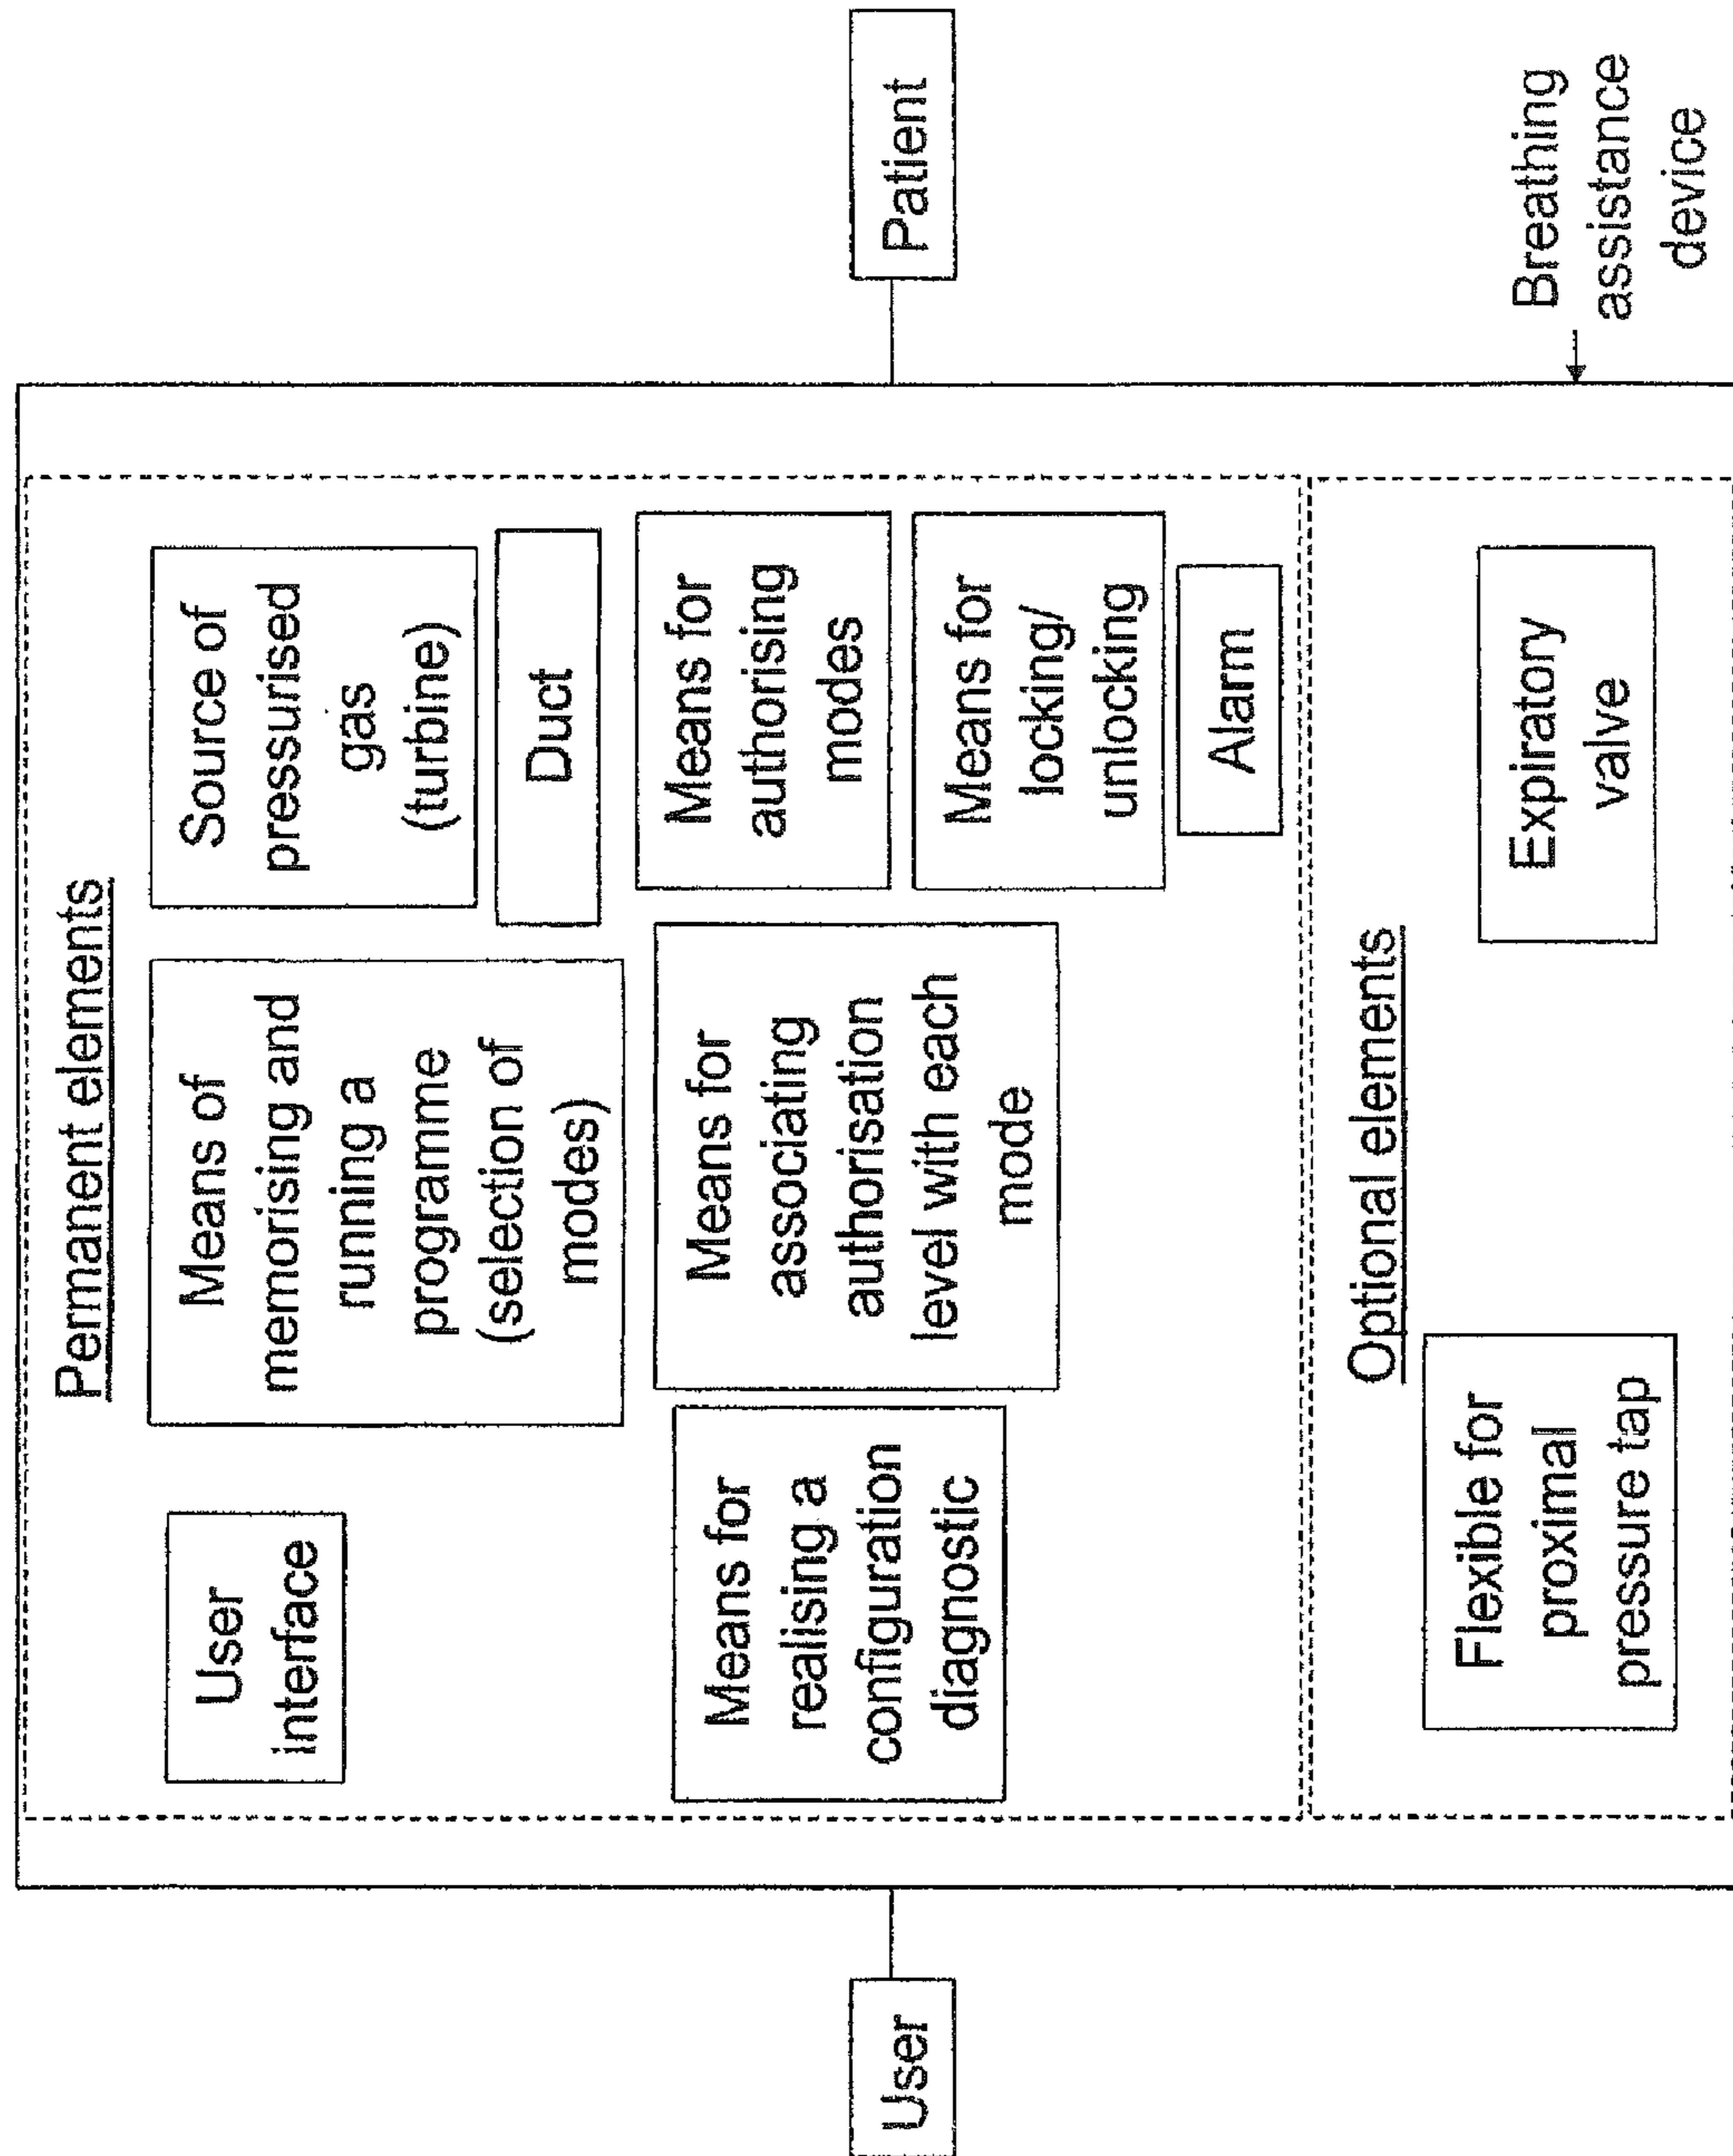 Permanent elements
User
interface
Means of
memorising and
running a
programme
(selection of
modes)
Source of
pressurised
gas
(turbine)
Duct
Means for
realising a
configuration
diagnostic
Means for
associating
authorisation
level with each
mode
Means for
authorising
modes
Means for
locking/
unlocking
Alarm
User
Patient
Optional elements
Flexible for
proximal
pressure tap
Expiratory
valve
Breathing
assistance
device